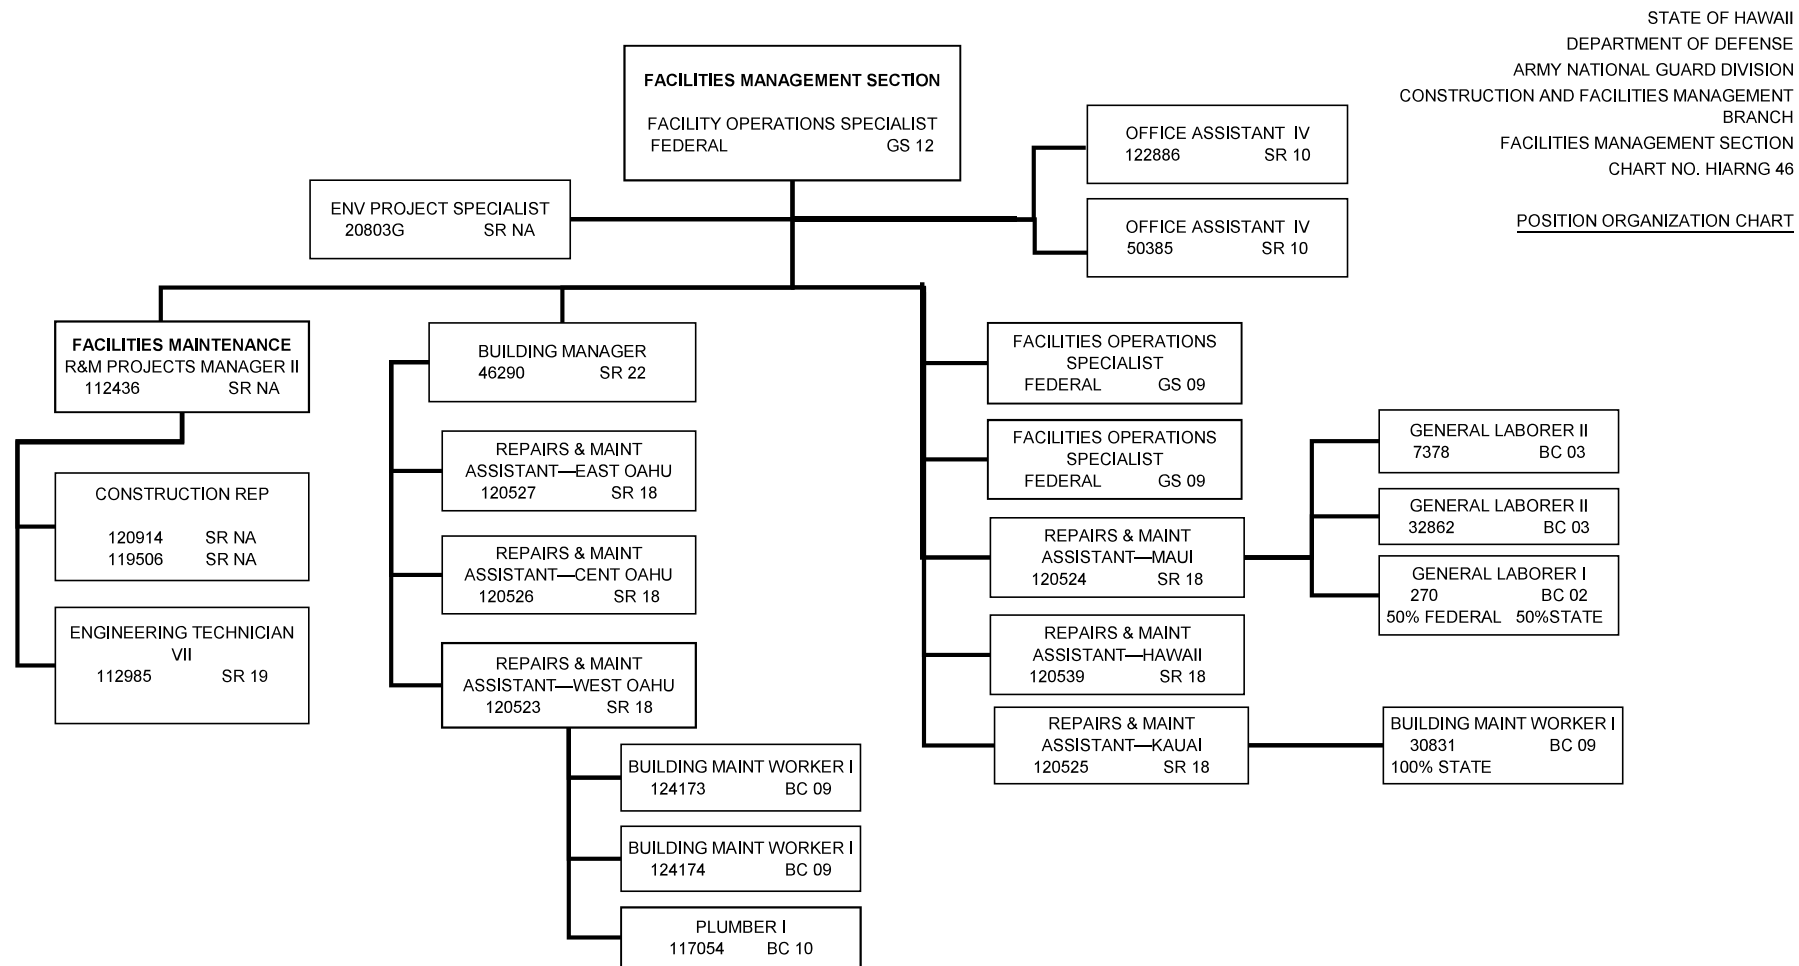 STATE OF HAWAII
DEPARTMENT OF DEFENSE
ARMY NATIONAL GUARD DIVISION
CONSTRUCTION AND FACILITIES MANAGEMENT
BRANCH
FACILITIES MANAGEMENT SECTION
CHART NO. HIARNG 46
POSITION ORGANIZATION CHART
FACILITIES MANAGEMENT SECTION
FACILITY OPERATIONS SPECIALIST
FEDERAL GS 12
OFFICE ASSISTANT IV
122886 SR 10
OFFICE ASSISTANT IV
50385 SR 10
ENV PROJECT SPECIALIST
20803G SR NA
FACILITIES MAINTENANCE
R&M PROJECTS MANAGER II
112436 SR NA
CONSTRUCTION REP
120914 SR NA
119506 SR NA
ENGINEERING TECHNICIAN
VII
112985 SR 19
BUILDING MANAGER
46290 SR 22
REPAIRS & MAINT
ASSISTANT—EAST OAHU
120527 SR 18
REPAIRS & MAINT
ASSISTANT—CENT OAHU
120526 SR 18
REPAIRS & MAINT
ASSISTANT—WEST OAHU
120523 SR 18
BUILDING MAINT WORKER I
124173 BC 09
BUILDING MAINT WORKER I
124174 BC 09
PLUMBER I
117054 BC 10
FACILITIES OPERATIONS
SPECIALIST
FEDERAL GS 09
FACILITIES OPERATIONS
SPECIALIST
FEDERAL GS 09
REPAIRS & MAINT
ASSISTANT—MAUI
120524 SR 18
REPAIRS & MAINT
ASSISTANT—HAWAII
120539 SR 18
REPAIRS & MAINT
ASSISTANT—KAUAI
120525 SR 18
GENERAL LABORER II
7378 BC 03
GENERAL LABORER II
32862 BC 03
GENERAL LABORER I
270 BC 02
50% FEDERAL 50%STATE
BUILDING MAINT WORKER I
30831 BC 09
100% STATE